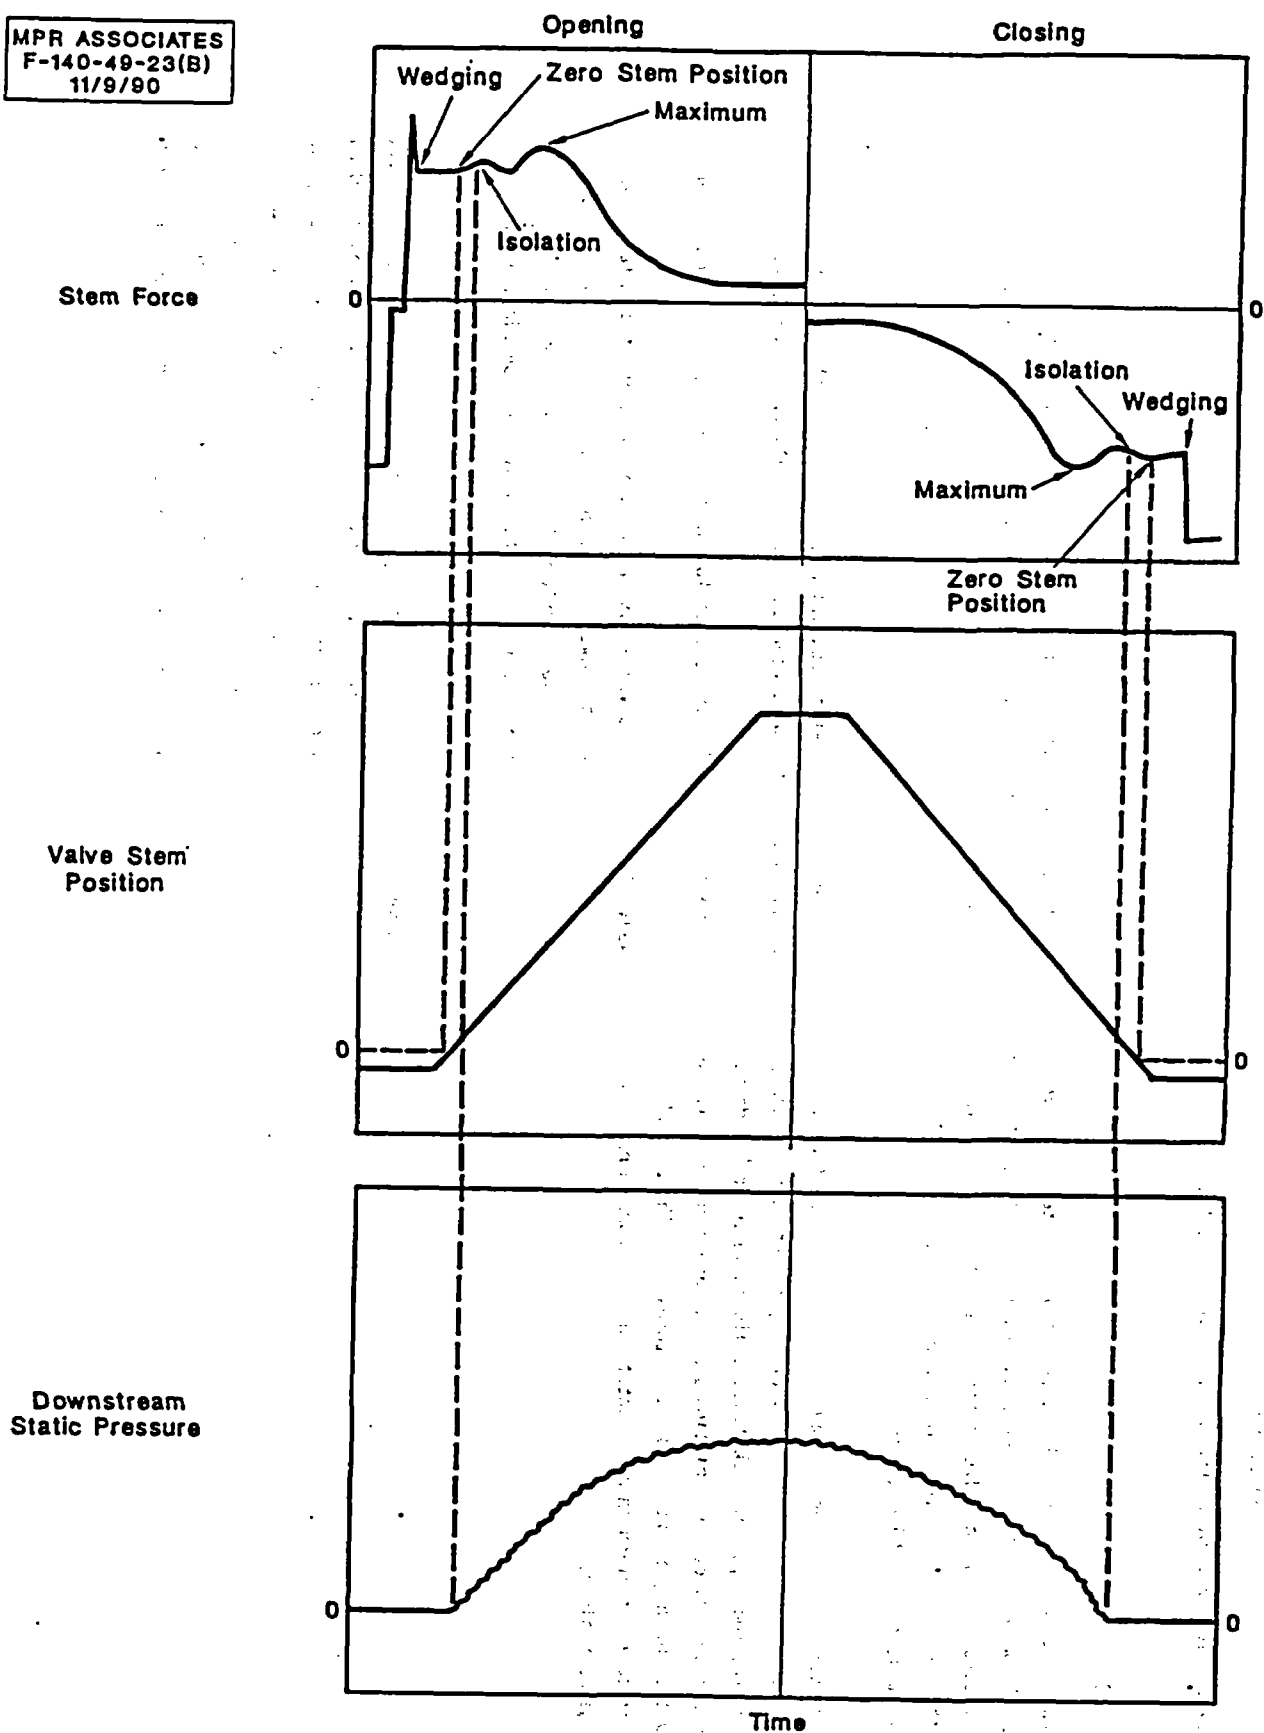 MPR ASSOCIATES
F-140-49-23(B)
11/9/90
Opening
Closing
Wedging
Zero Stem Position
Maximum
Isolation
Stem Force
0
0
Isolation
Wedging
Maximum
Zero Stem
Position
Valve Stem
Position
0
0
Downstream
Static Pressure
0
0
Time